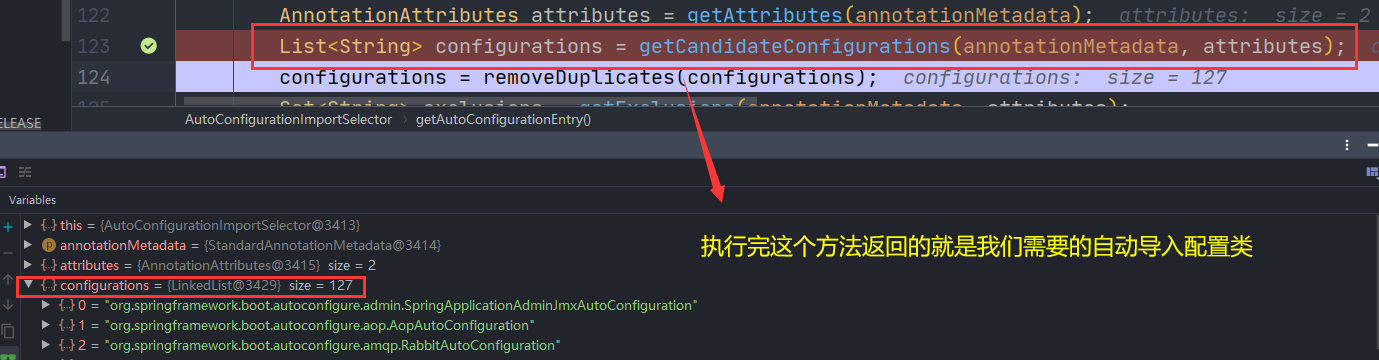 122 AnnotationAttributes attributes = getAttributes(annotationMetadata); attributes: size = 2
123 List<String> configurations = getCandidateConfigurations(annotationMetadata, attributes);
124 configurations = removeDuplicates(configurations); configurations: size = 127
ELEASE
AutoConfigurationImportSelector › getAutoConfigurationEntry()
Variables
this = {AutoConfigurationImportSelector@3413}
annotationMetadata = {StandardAnnotationMetadata@3414}
执行完这个方法返回的就是我们需要的自动导入配置类
attributes = {AnnotationAttributes@3415} size = 2
configurations = {LinkedList@3429} size = 127
0 = "org.springframework.boot.autoconfigure.admin.SpringApplicationAdminJmxAutoConfiguration"
1 = "org.springframework.boot.autoconfigure.aop.AopAutoConfiguration"
2 = "org.springframework.boot.autoconfigure.amqp.RabbitAutoConfiguration"